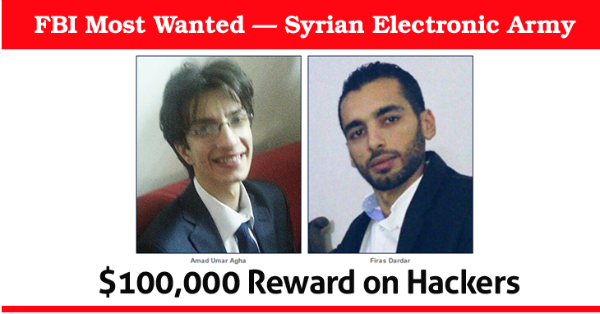 FBI Most Wanted — Syrian Electronic Army
Amad Umar Agha
Firas Dardar
$100,000 Reward on Hackers